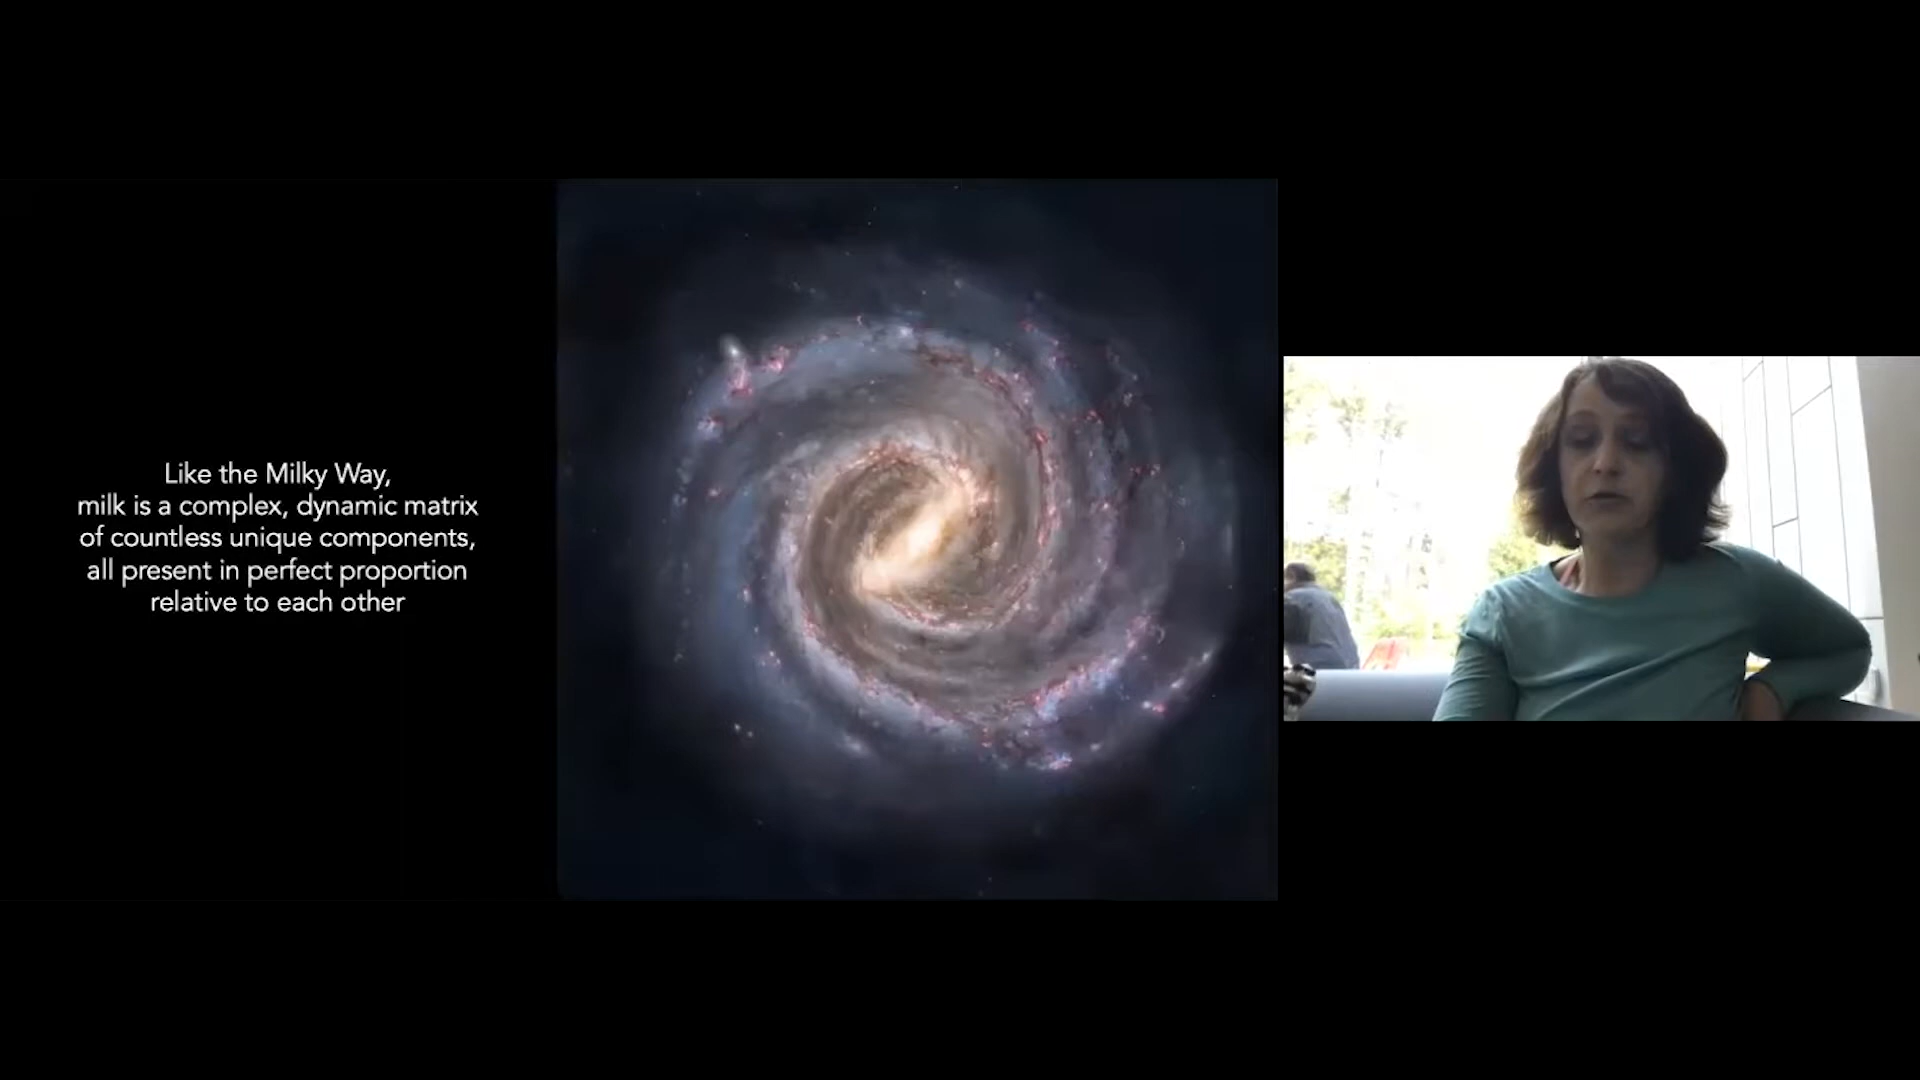 Like the Milky Way,
milk is a complex, dynamic matrix
of countless unique components,
all present in perfect proportion
relative to each other